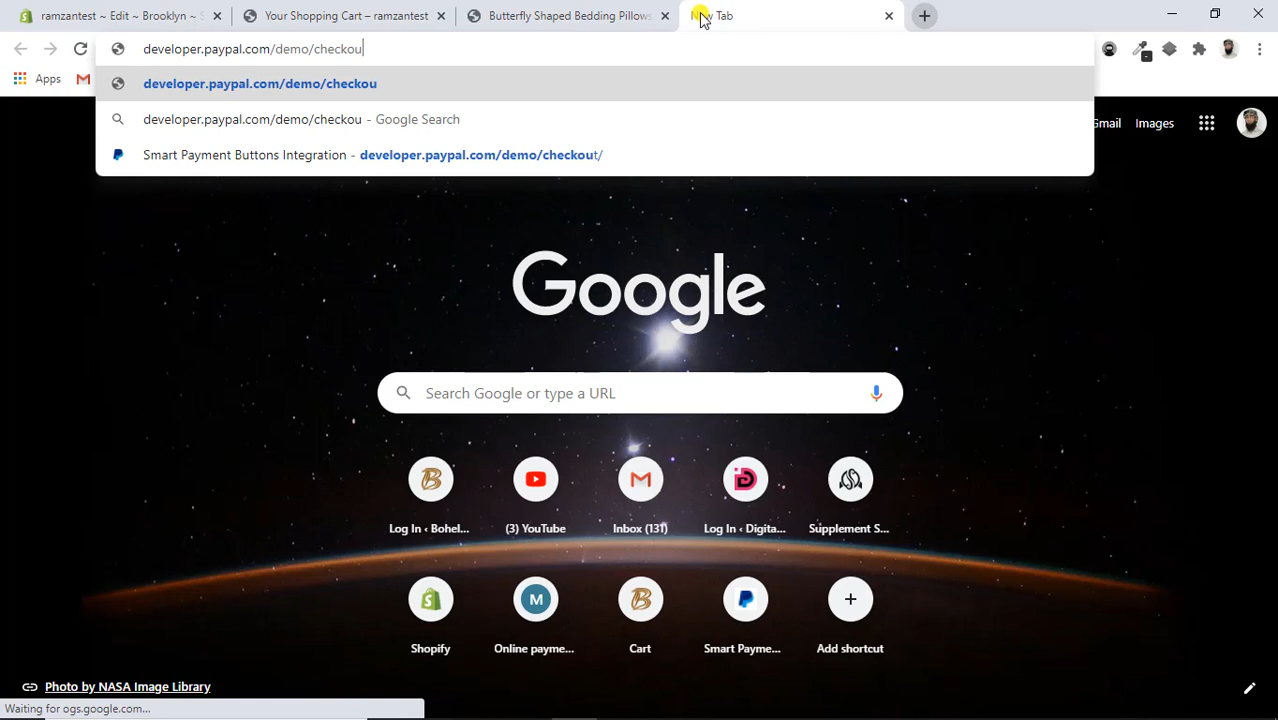 ramzantest ~ Edit ~ Brooklyn ~ S
Your Shopping Cart – ramzantest
Butterfly Shaped Bedding Pillows
developer.paypal.com/demo/checkou
Apps
developer.paypal.com/demo/checkou
developer.paypal.com/demo/checkou - Google Search
Smart Payment Buttons Integration - developer.paypal.com/demo/checkout/
Gmail
Images
Google
Search Google or type a URL
Log In ‹ Bohel...
(3) YouTube
Inbox (131)
Log In ‹ Digita...
Supplement S...
Shopify
Online payme...
Cart
Smart Payme...
Add shortcut
Photo by NASA Image Library
Waiting for ogs.google.com...